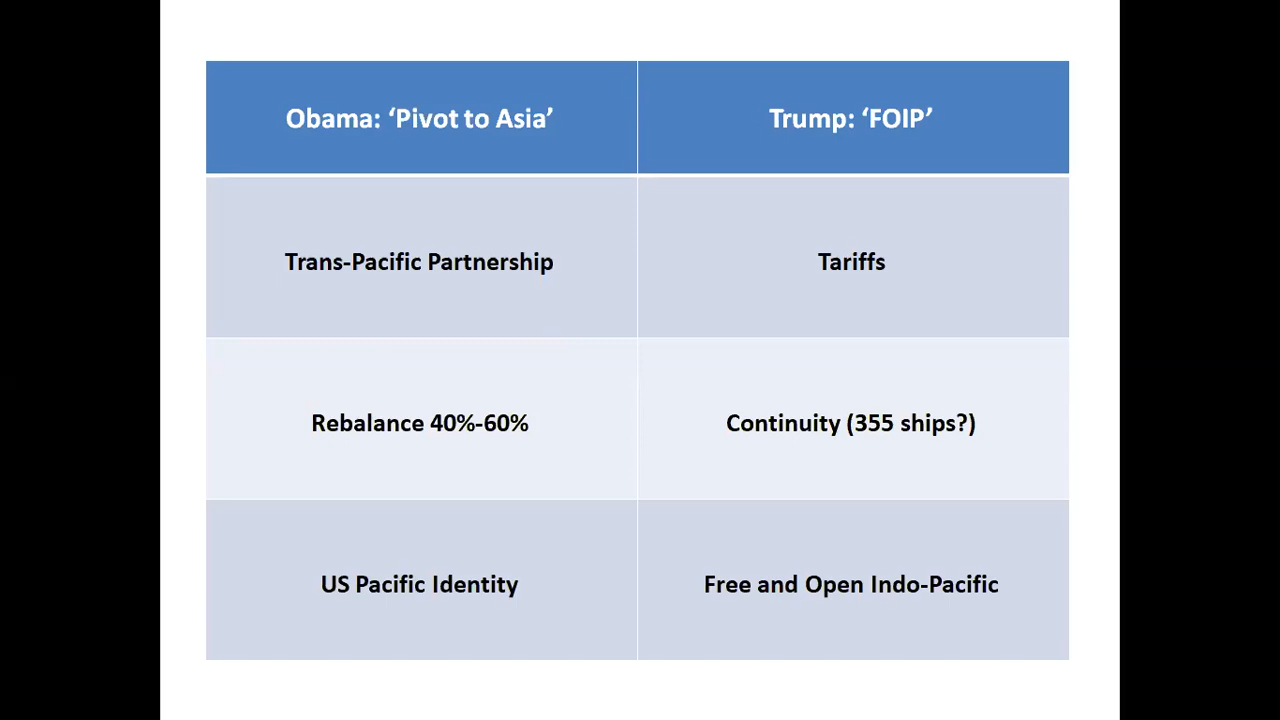 Obama: ‘Pivot to Asia’
Trump: ‘FOIP’
Trans-Pacific Partnership
Tariffs
Rebalance 40%-60%
Continuity (355 ships?)
US Pacific Identity
Free and Open Indo-Pacific